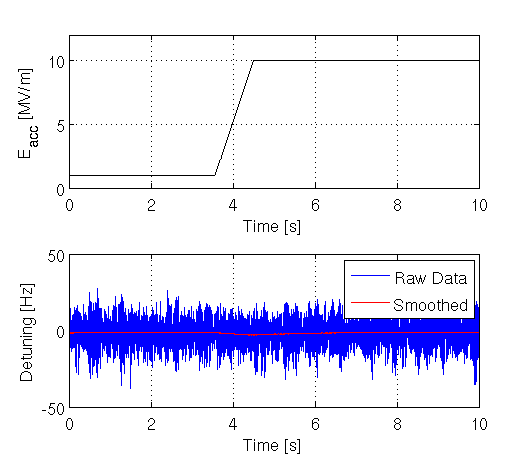 10
5
0
E_acc [MV/m]
0 2 4 6 8 10
Time [s]
50
0
-50
Detuning [Hz]
Raw Data
Smoothed
0 2 4 6 8 10
Time [s]